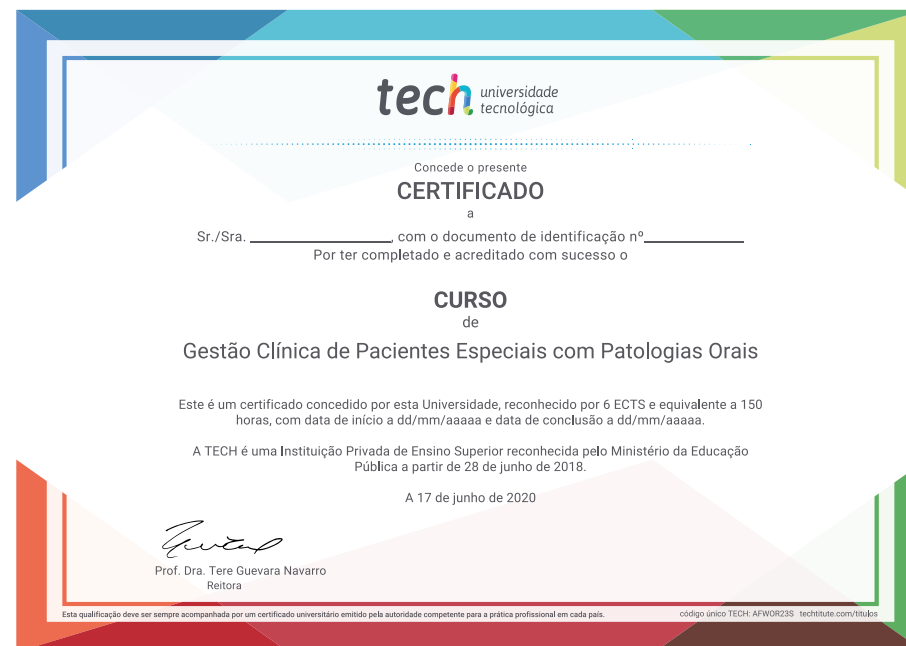 tech universidade
tecnológica
Concede o presente
CERTIFICADO
a
Sr./Sra. , com o documento de identificação nº
Por ter completado e acreditado com sucesso o
CURSO
de
Gestão Clínica de Pacientes Especiais com Patologias Orais
Este é um certificado concedido por esta Universidade, reconhecido por 6 ECTS e equivalente a 150
horas, com data de início a dd/mm/aaaaa e data de conclusão a dd/mm/aaaaa.
A TECH é uma Instituição Privada de Ensino Superior reconhecida pelo Ministério da Educação
Pública a partir de 28 de junho de 2018.
A 17 de junho de 2020
Prof. Dra. Tere Guevara Navarro
Reitora
Esta qualificação deve ser sempre acompanhada por um certificado universitário emitido pela autoridade competente para a prática profissional em cada país.
código único TECH: AFWOR23S techtitute.com/titulos